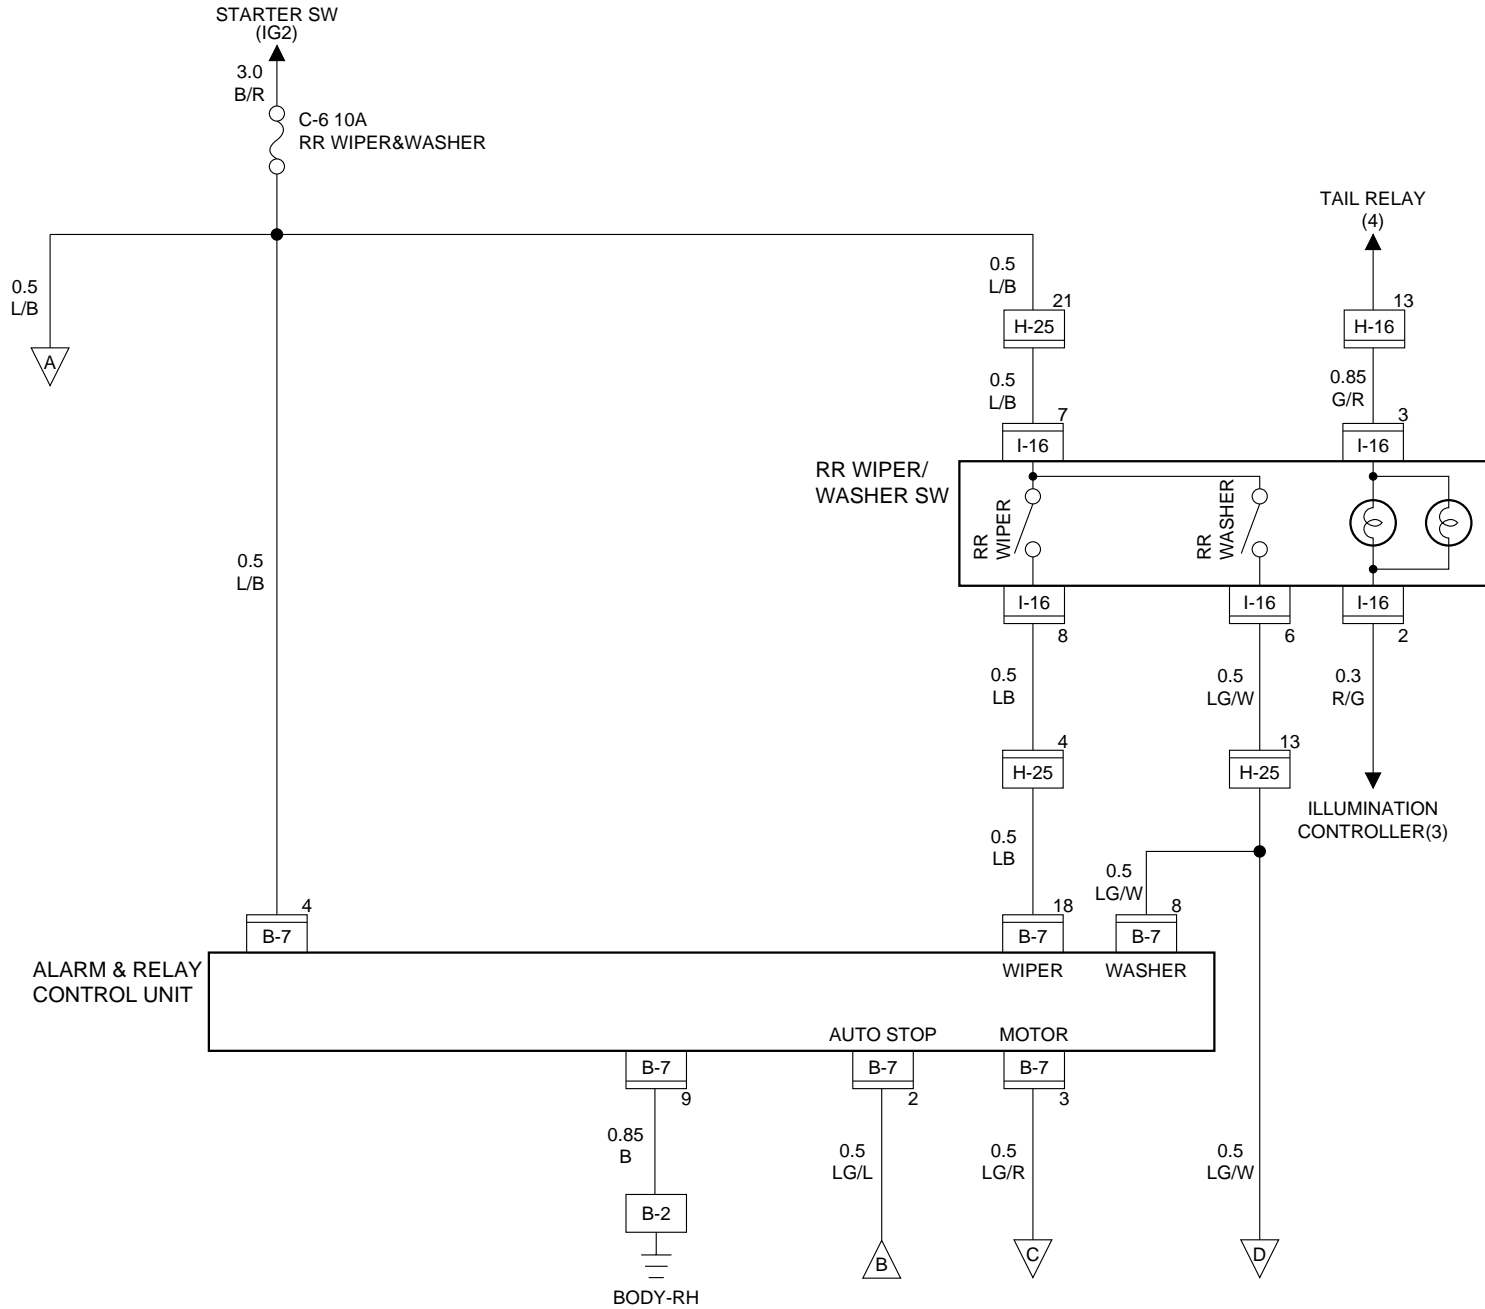 STARTER SW
(IG2)
3.0
B/R
C-6 10A
RR WIPER&WASHER
TAIL RELAY
(4)
0.5
L/B
A
0.5
L/B
21
H-25
13
H-16
0.5
L/B
0.85
G/R
7
I-16
3
I-16
RR WIPER/
WASHER SW
RR
WIPER
RR
WASHER
0.5
L/B
I-16
8
I-16
6
I-16
2
0.5
LB
0.5
LG/W
0.3
R/G
4
H-25
13
H-25
ILLUMINATION
CONTROLLER(3)
0.5
LB
0.5
LG/W
4
B-7
18
B-7
8
B-7
ALARM & RELAY
CONTROL UNIT
WIPER
WASHER
AUTO STOP
MOTOR
B-7
9
B-7
2
B-7
3
0.85
B
0.5
LG/L
0.5
LG/R
0.5
LG/W
B-2
B
C
D
BODY-RH